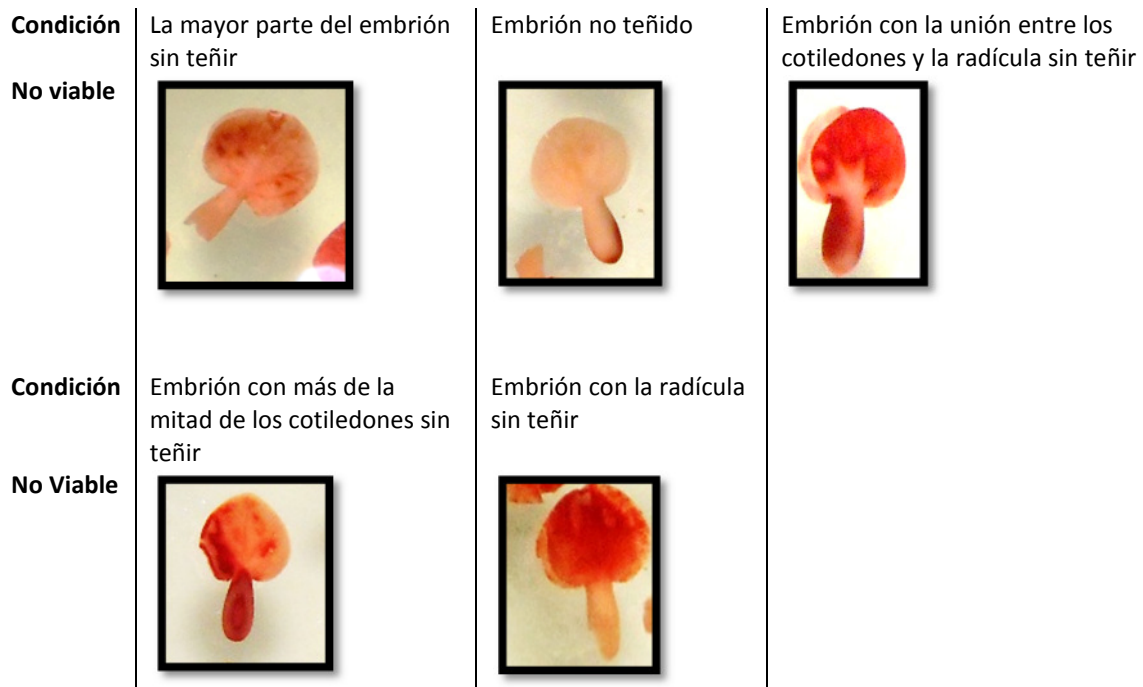 Condición
La mayor parte del embrión
sin teñir
Embrión no teñido
Embrión con la unión entre los
cotiledones y la radícula sin teñir
No viable
Condición
Embrión con más de la
mitad de los cotiledones sin
teñir
Embrión con la radícula
sin teñir
No Viable